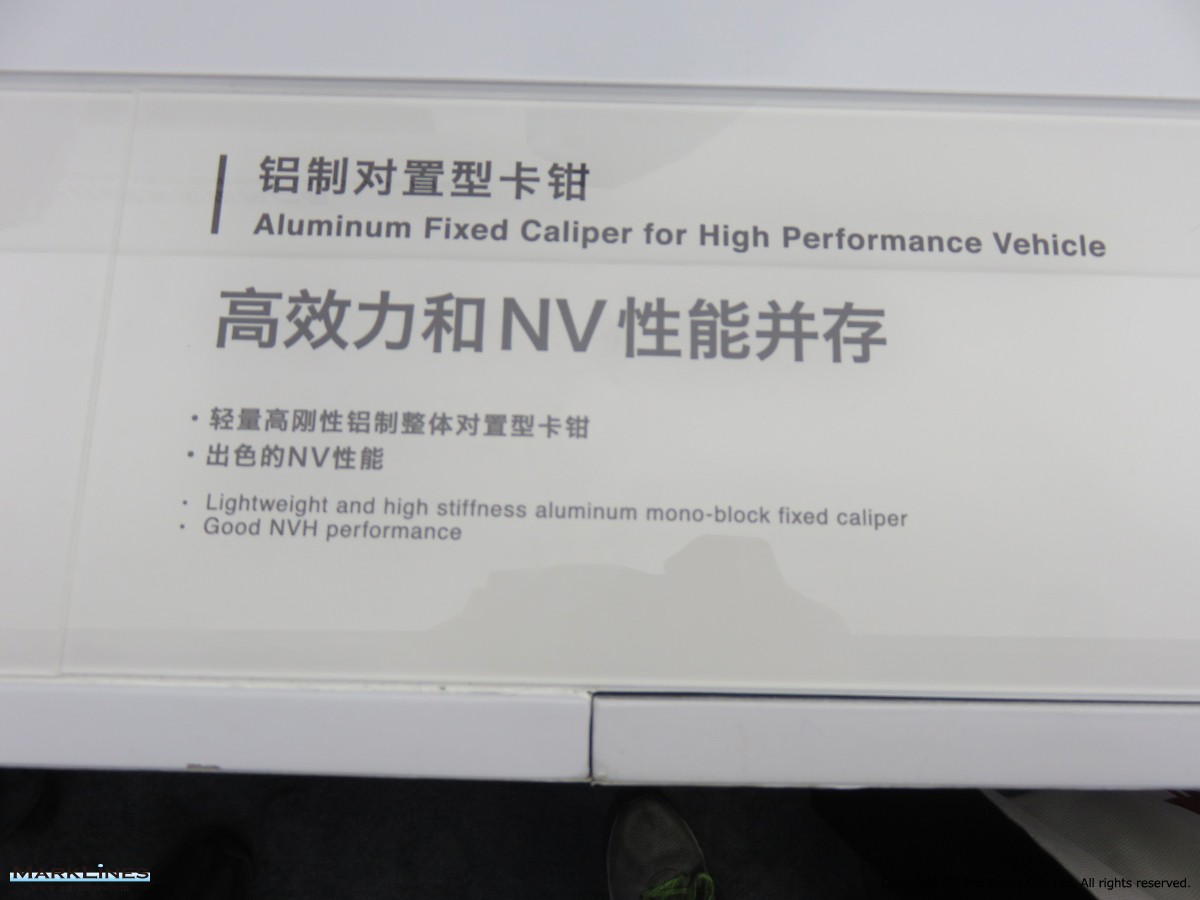 铝制对置型卡钳
Aluminum Fixed Caliper for High Performance Vehicle
高效力和NV性能并存
・轻量高刚性铝制整体对置型卡钳
・出色的NV性能
・ Lightweight and high stiffness aluminum mono-block fixed caliper
・ Good NVH performance
MARKLINES
All rights reserved.